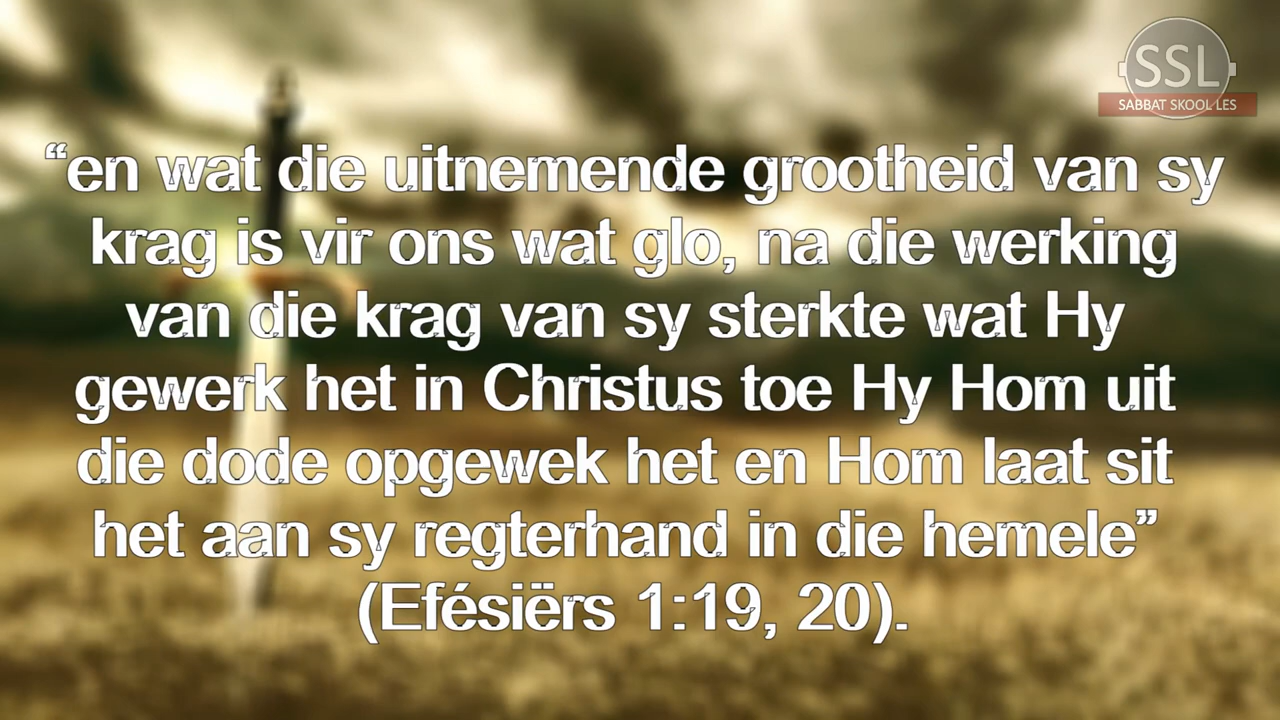 SSL
SABBAT SKOOL LES
“en wat die uitnemende grootheid van sy
krag is vir ons wat glo, na die werking
van die krag van sy sterkte wat Hy
gewerk het in Christus toe Hy Hom uit
die dode opgewek het en Hom laat sit
het aan sy regterhand in die hemele”
(Efésiërs 1:19, 20).